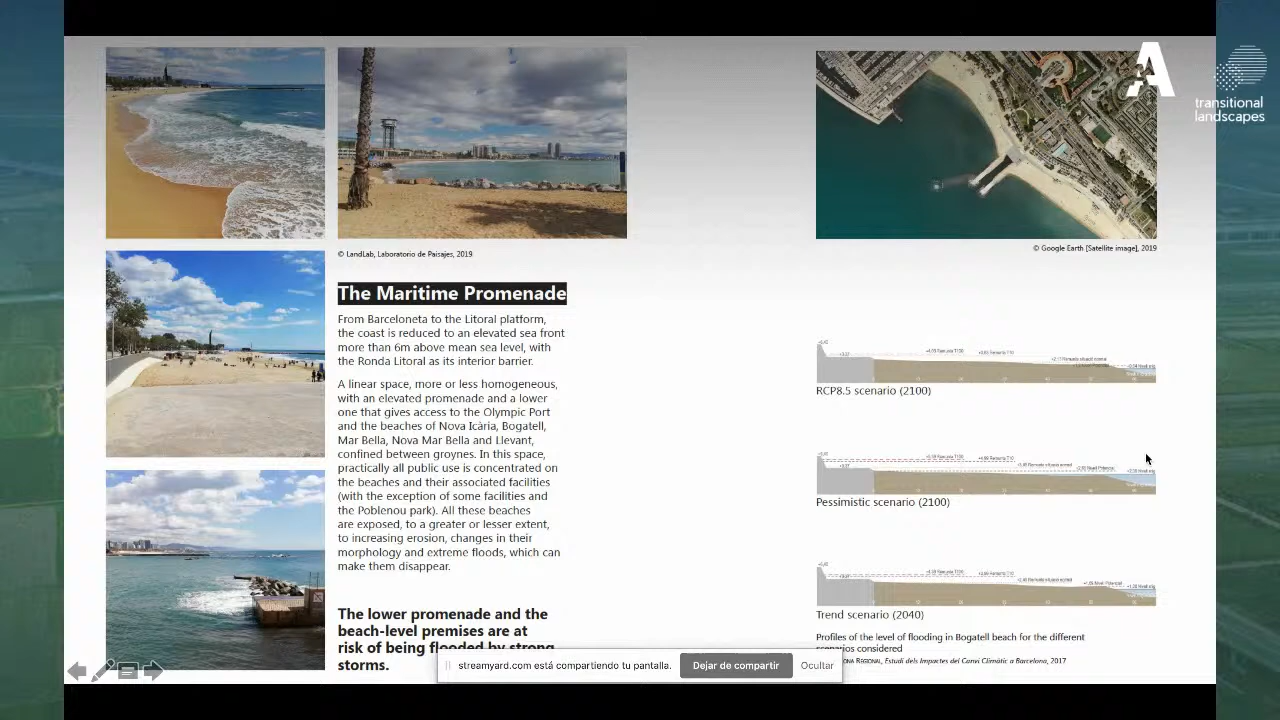 transitional
landscapes
© LandLab, Laboratorio de Paisajes, 2019
© Google Earth [Satellite image], 2019
The Maritime Promenade
From Barceloneta to the Litoral platform,
the coast is reduced to an elevated sea front
more than 6m above mean sea level, with
the Ronda Litoral as its interior barrier.
A linear space, more or less homogeneous,
with an elevated promenade and a lower
one that gives access to the Olympic Port
and the beaches of Nova Icària, Bogatell,
Mar Bella, Nova Mar Bella and Llevant,
confined between groynes. In this space,
practically all public use is concentrated on
the beaches and their associated facilities
(with the exception of some facilities and
the Poblenou park). All these beaches
are exposed, to a greater or lesser extent,
to increasing erosion, changes in their
morphology and extreme floods, which can
make them disappear.
The lower promenade and the
beach-level premises are at
risk of being flooded by strong
storms.
RCP8.5 scenario (2100)
Pessimistic scenario (2100)
Trend scenario (2040)
Profiles of the level of flooding in Bogatell beach for the different
scenarios considered
Regional, Estudi dels Impactes del Canvi Climàtic a Barcelona, 2017
streamyard.com está compartiendo tu pantalla.
Dejar de compartir
Ocultar